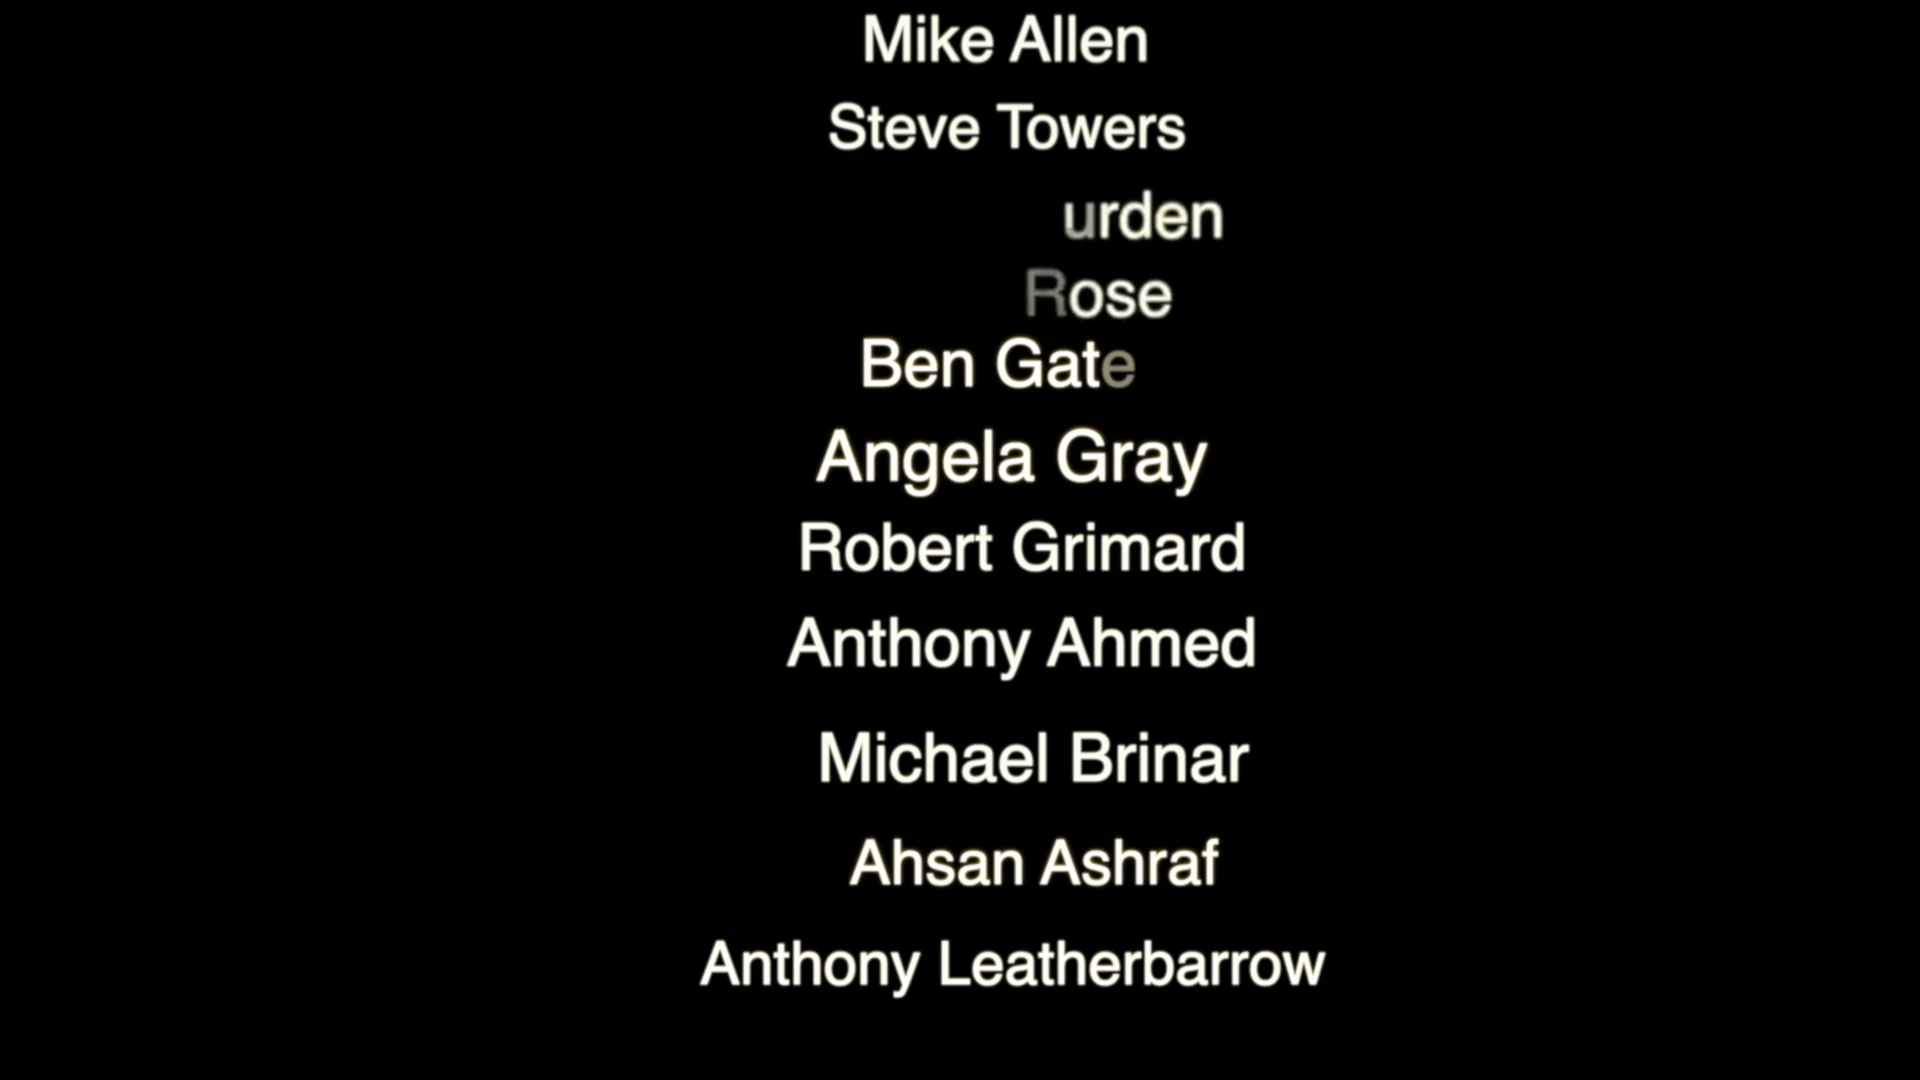 Mike Allen
Steve Towers
urden
Rose
Ben Gate
Angela Gray
Robert Grimard
Anthony Ahmed
Michael Brinar
Ahsan Ashraf
Anthony Leatherbarrow